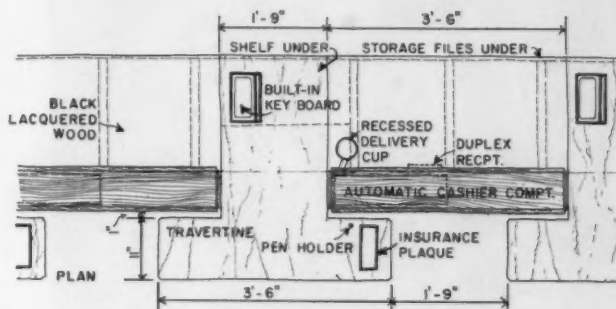 1'-9"
3'-6"
SHELF UNDER
STORAGE FILES UNDER
BLACK
LACQUERED
WOOD
BUILT-IN
KEY BOARD
RECESSED
DELIVERY
CUP
DUPLEX
RECPT.
AUTOMATIC CASHIER COMPT.
TRAVERTINE
PEN HOLDER
INSURANCE
PLAQUE
PLAN
3'-6"
1'-9"